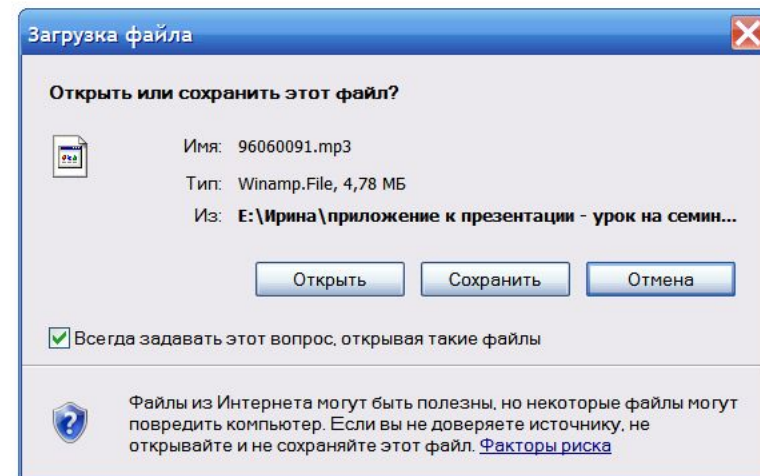 Загрузка файла
Открыть или сохранить этот файл?
Имя: 96060091.mp3
Тип: Winamp.File, 4,78 МБ
Из: E:\Ирина\приложение к презентации - урок на семин...
Открыть Сохранить Отмена
Всегда задавать этот вопрос, открывая такие файлы
Файлы из Интернета могут быть полезны, но некоторые файлы могут
повредить компьютер. Если вы не доверяете источнику, не
открывайте и не сохраняйте этот файл. Факторы риска